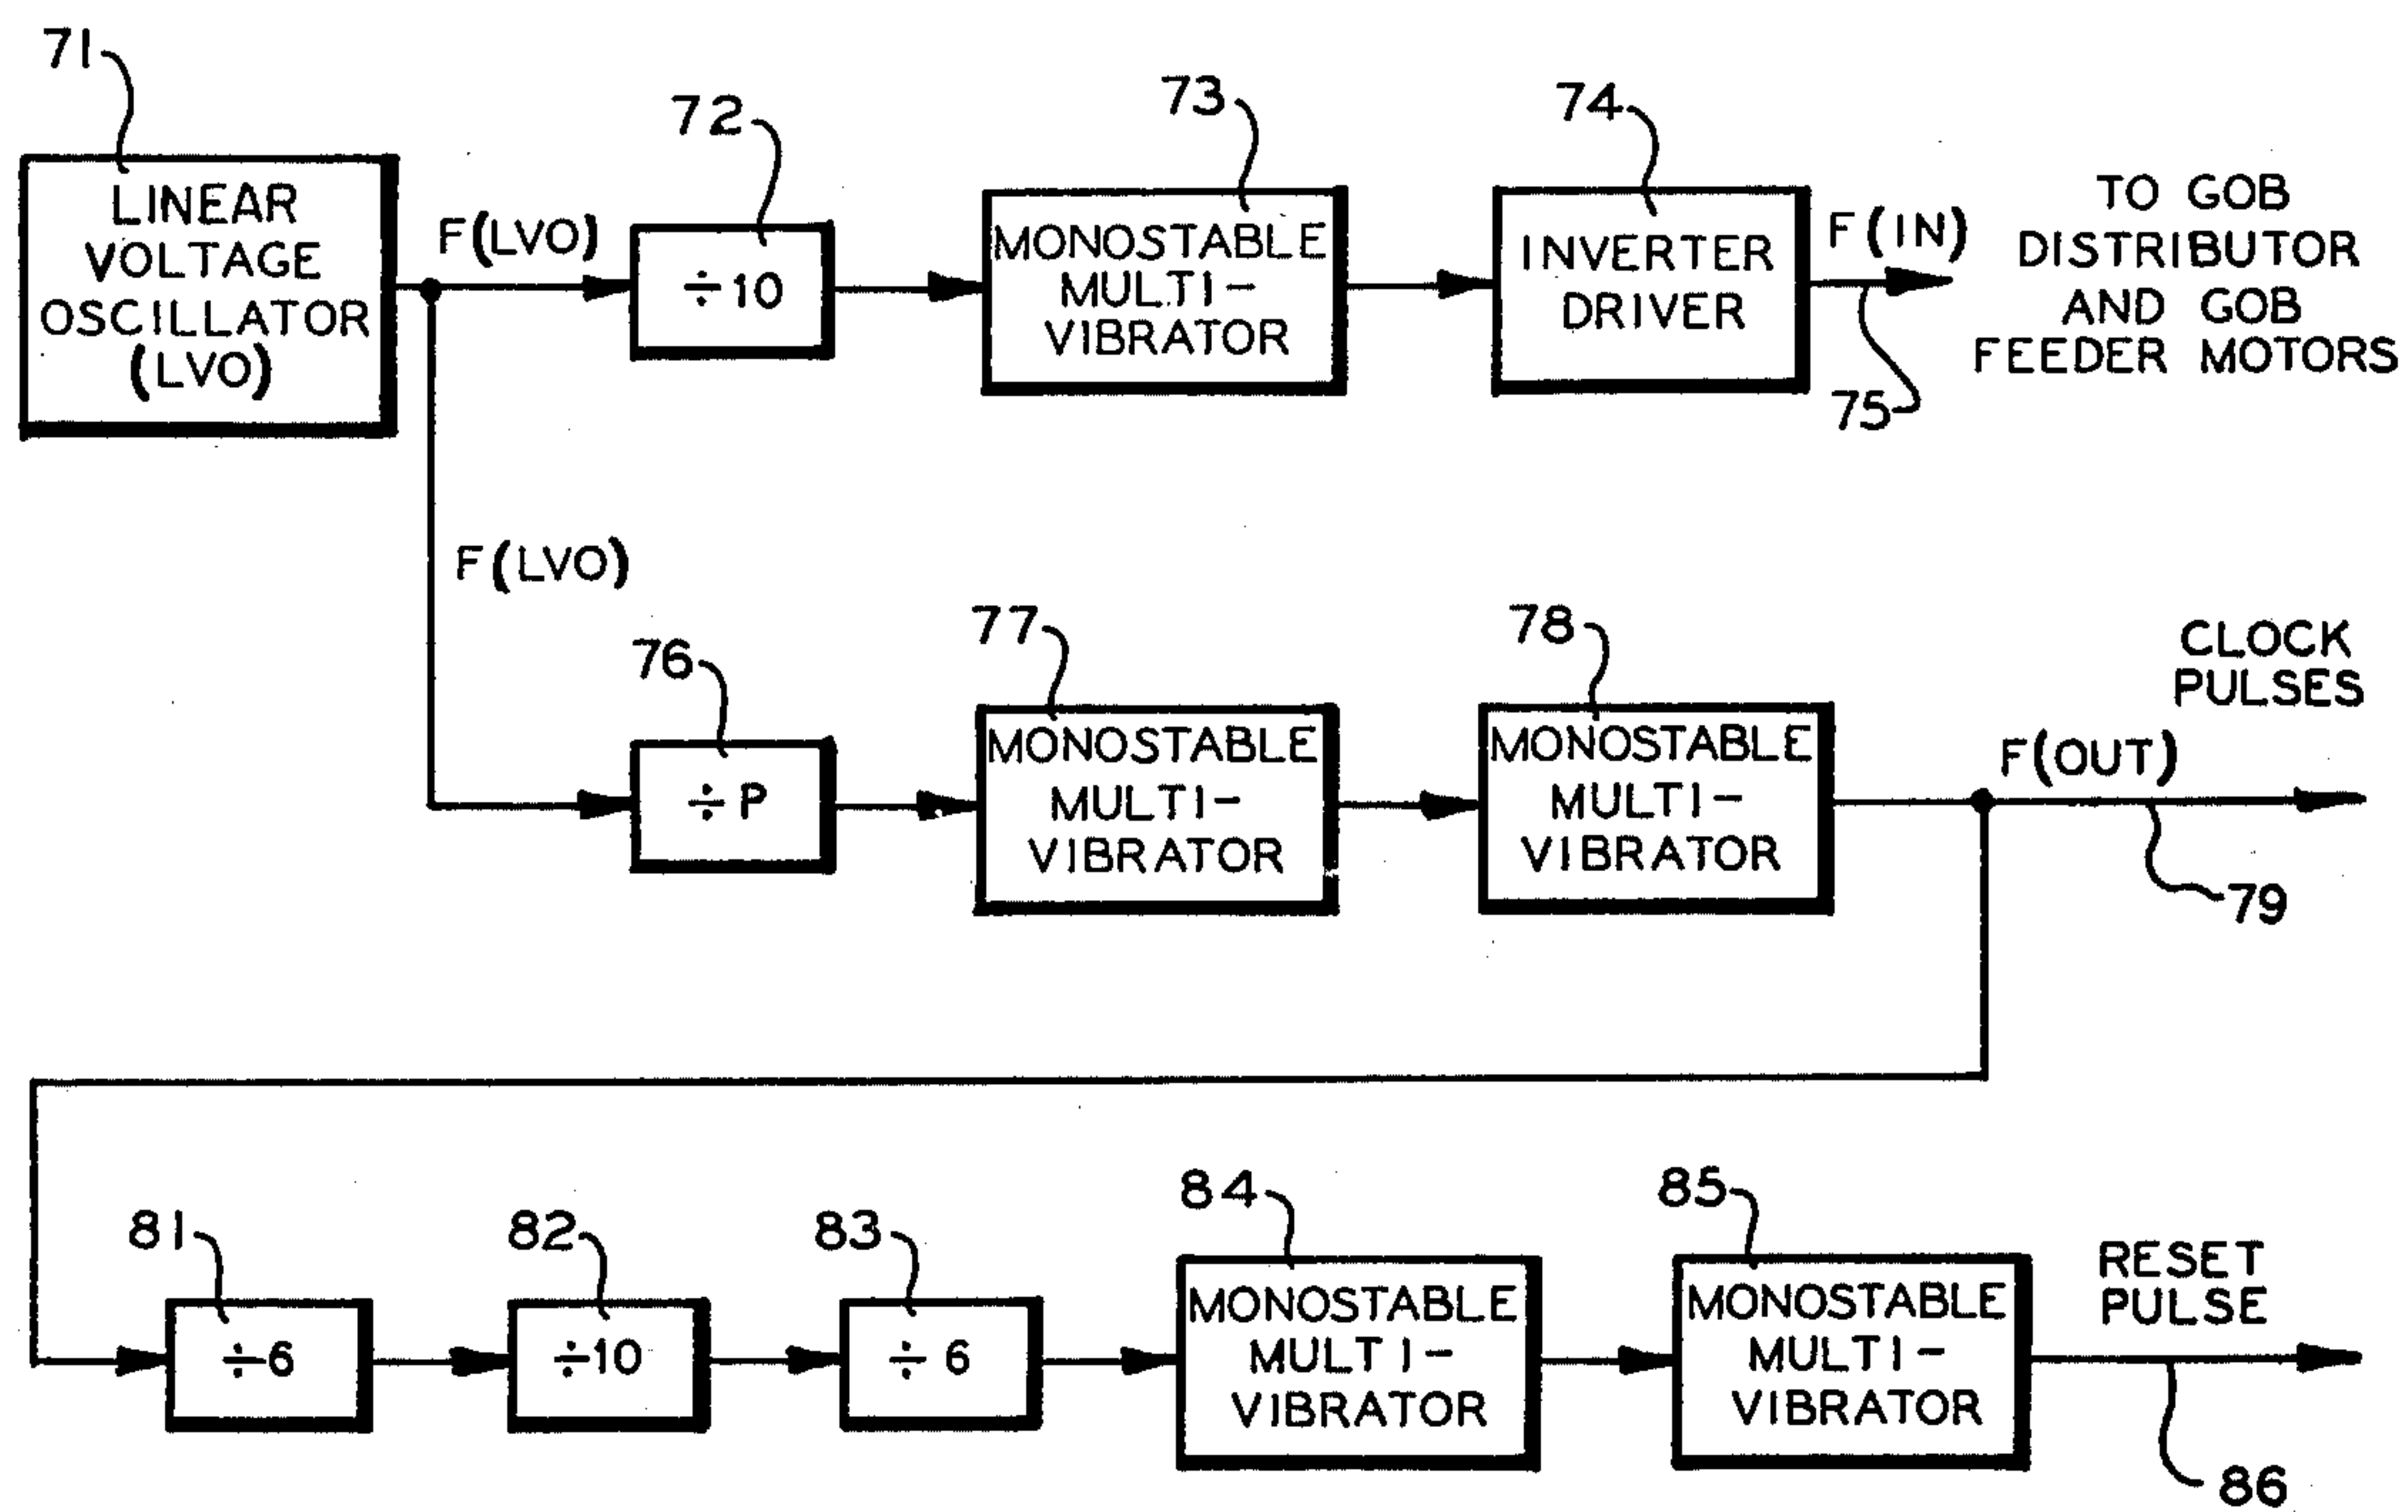 71
LINEAR
VOLTAGE
OSCILLATOR
(LVO)
F(LVO)
72
÷10
73
MONOSTABLE
MULTI-
VIBRATOR
74
INVERTER
DRIVER
F(IN)
75
TO GOB
DISTRIBUTOR
AND GOB
FEEDER MOTORS
F(LVO)
76
÷P
77
MONOSTABLE
MULTI-
VIBRATOR
78
MONOSTABLE
MULTI-
VIBRATOR
CLOCK
PULSES
F(OUT)
79
81
÷6
82
÷10
83
÷6
84
MONOSTABLE
MULTI-
VIBRATOR
85
MONOSTABLE
MULTI-
VIBRATOR
RESET
PULSE
86